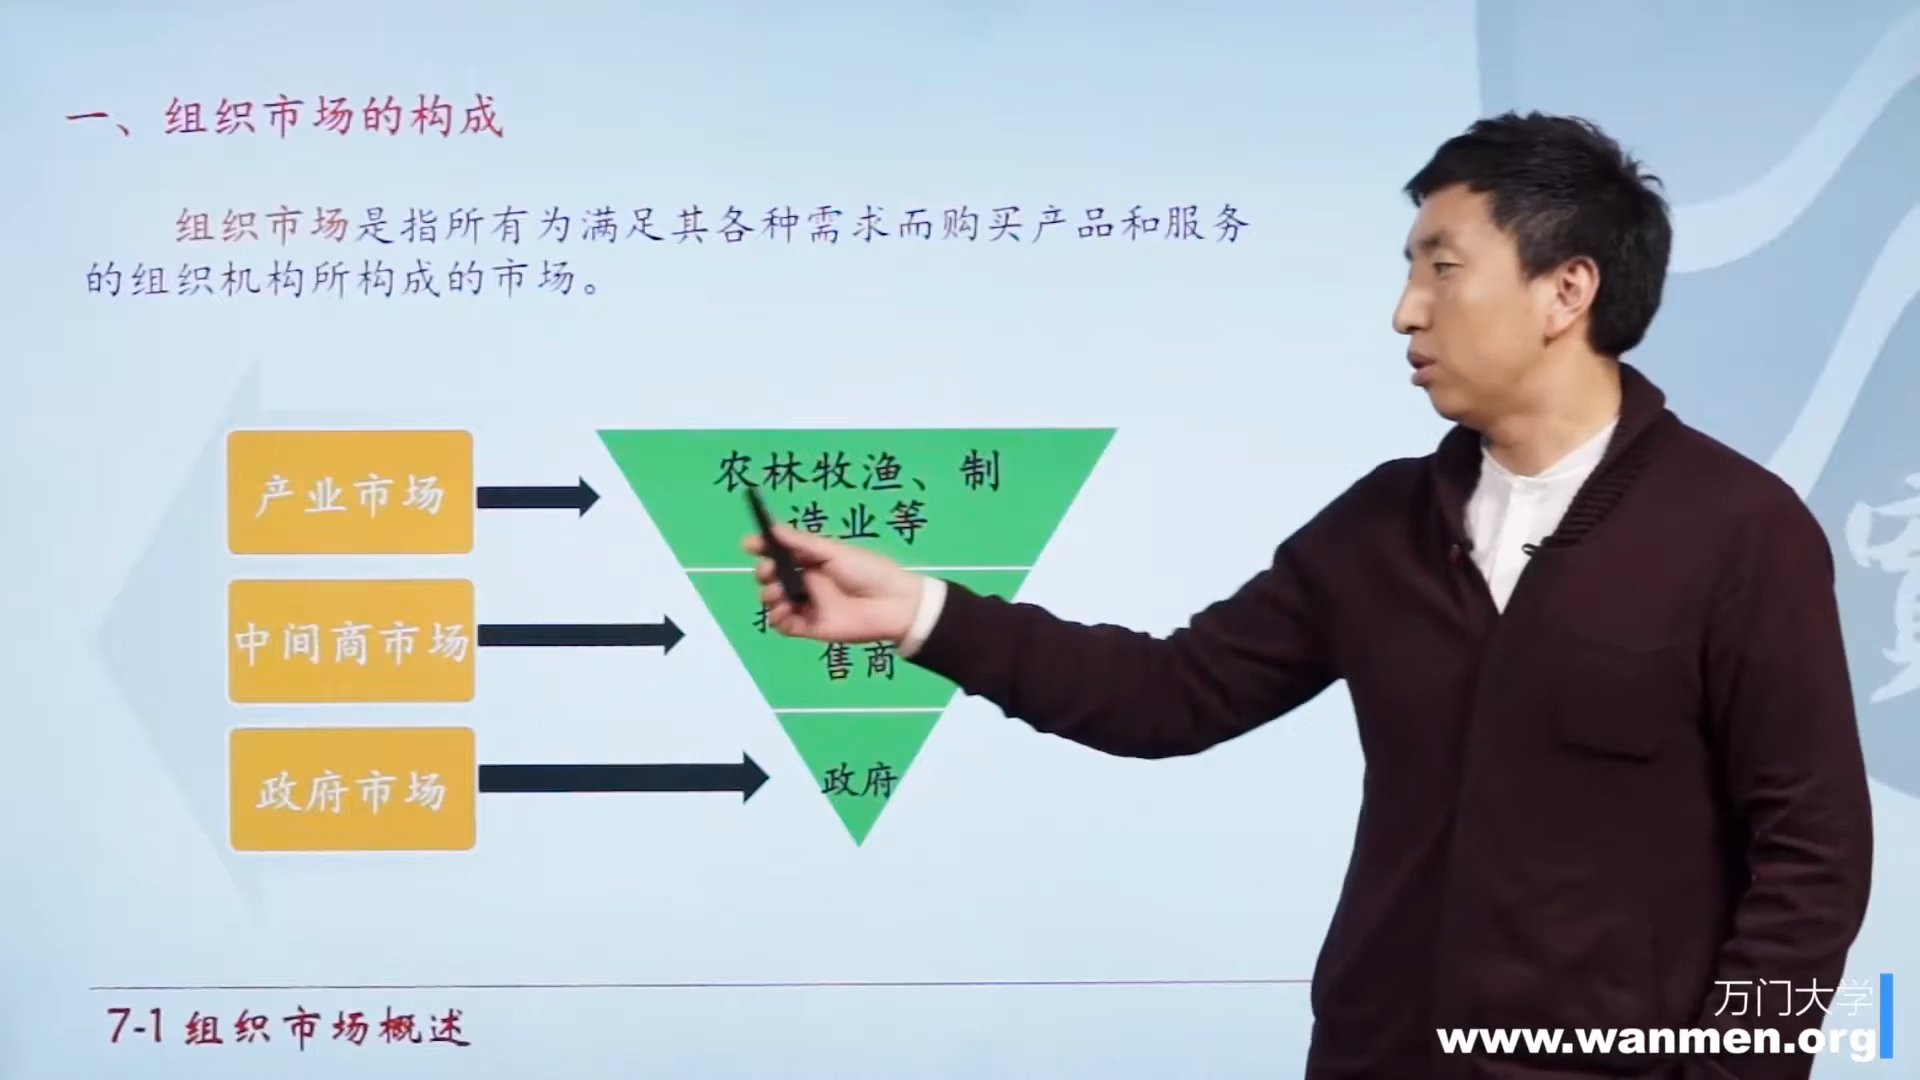 一、组织市场的构成
组织市场是指所有为满足其各种需求而购买产品和服务
的组织机构所构成的市场。
产业市场
农林牧渔、制
造业等
中间商市场
售商
政府市场
政府
7-1 组织市场概述
万门大学
www.wanmen.org